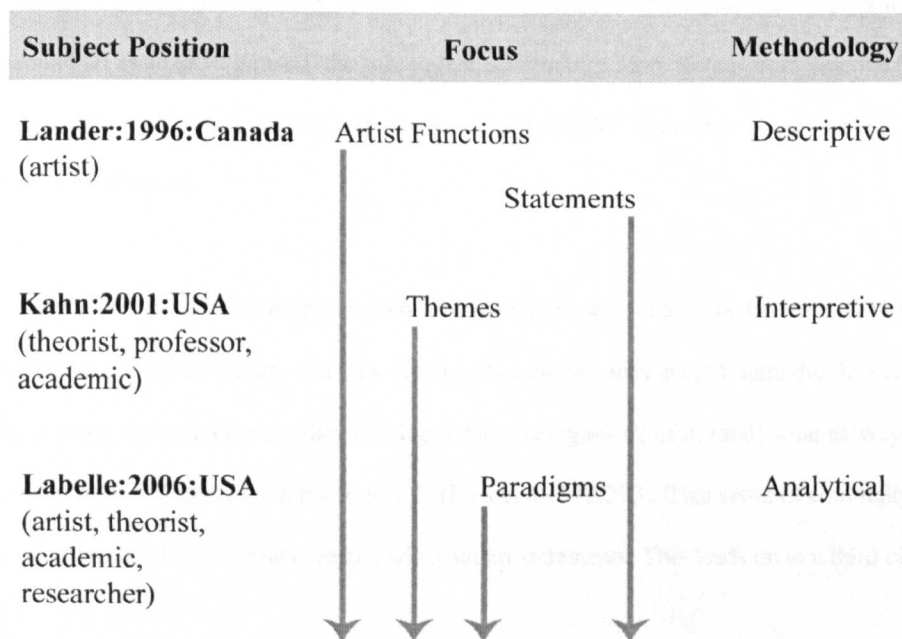 Subject Position Focus Methodology
Lander:1996:Canada Artist Functions Descriptive
(artist)
Statements
Kahn:2001:USA Themes Interpretive
(theorist, professor,
academic)
Labelle:2006:USA Paradigms Analytical
(artist, theorist,
academic,
researcher)